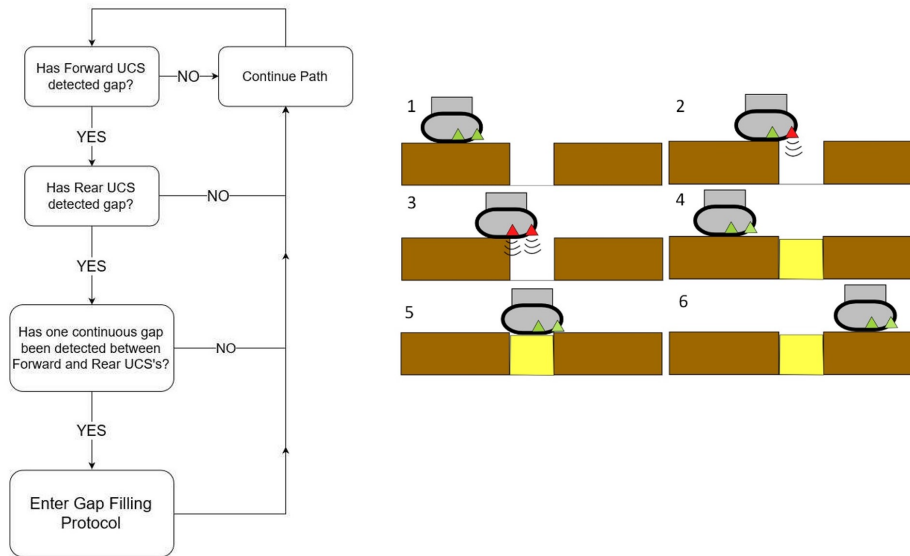 Has Forward UCS
detected gap?
NO
Continue Path
YES
Has Rear UCS
detected gap?
NO
YES
Has one continuous gap
been detected between
Forward and Rear UCS's?
NO
YES
Enter Gap Filling
Protocol
1
2
3
4
5
6